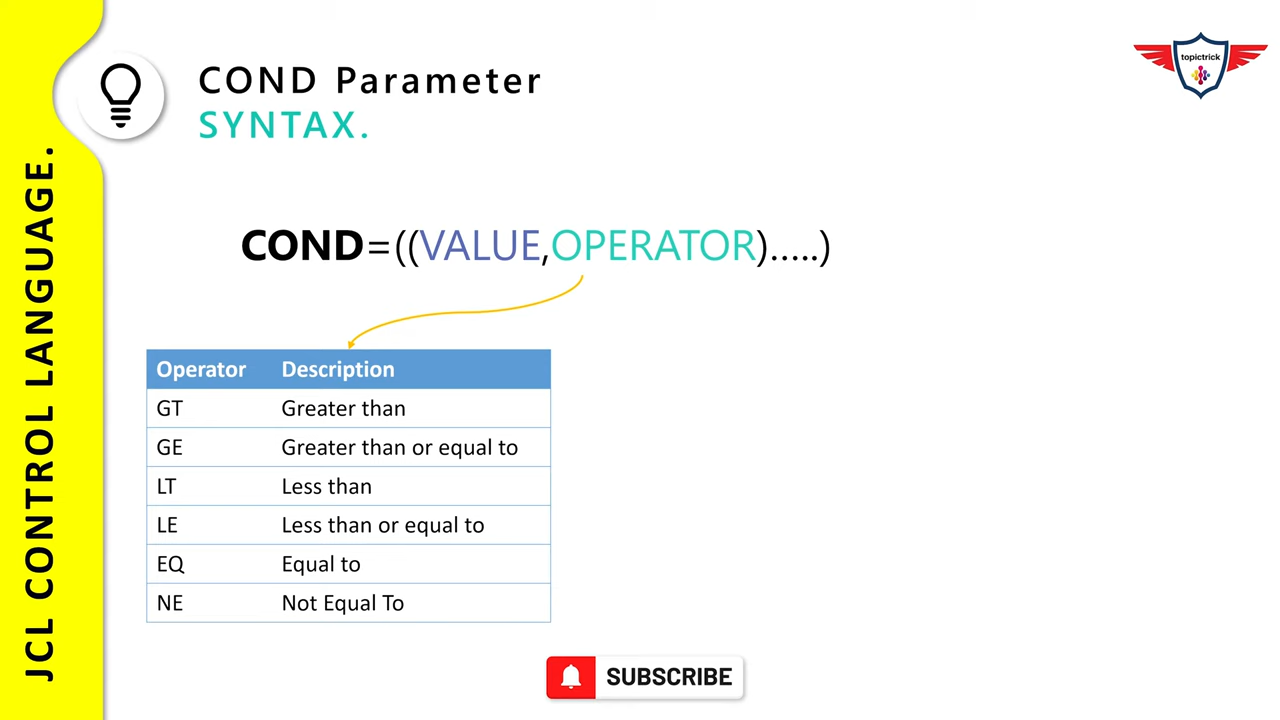 JCL CONTROL LANGUAGE.
COND Parameter
SYNTAX.
topictrick
COND=((VALUE,OPERATOR).....)
Operator Description
GT Greater than
GE Greater than or equal to
LT Less than
LE Less than or equal to
EQ Equal to
NE Not Equal To
SUBSCRIBE